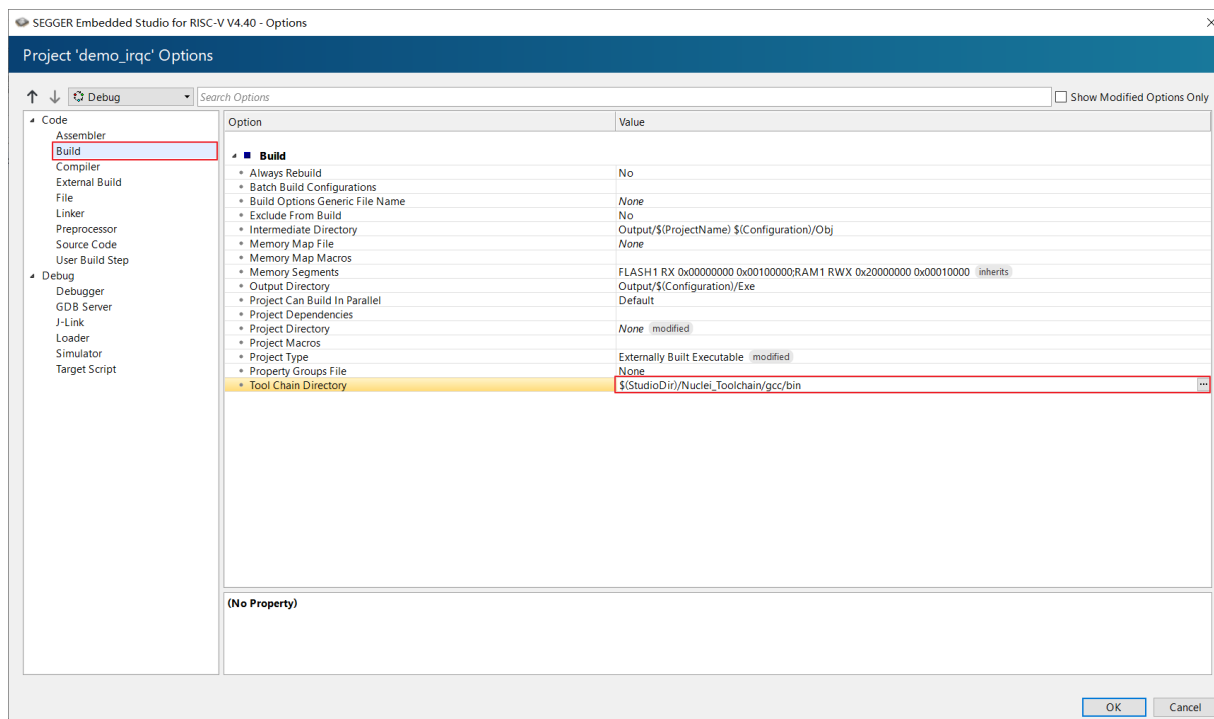 SEGGER Embedded Studio for RISC-V V4.40 - Options
Project 'demo_irqc' Options
Debug
Search Options
Show Modified Options Only
Code
Assembler
Build
Compiler
External Build
File
Linker
Preprocessor
Source Code
User Build Step
Debug
Debugger
GDB Server
J-Link
Loader
Simulator
Target Script
Option Value
Build
Always Rebuild No
Batch Build Configurations
Build Options Generic File Name None
Exclude From Build No
Intermediate Directory Output/$(ProjectName) $(Configuration)/Obj
Memory Map File None
Memory Map Macros
Memory Segments FLASH1 RX 0x00000000 0x00100000;RAM1 RWX 0x20000000 0x00010000 inherits
Output Directory Output/$(Configuration)/Exe
Project Can Build In Parallel Default
Project Dependencies
Project Directory None modified
Project Macros
Project Type Externally Built Executable modified
Property Groups File None
Tool Chain Directory $(StudioDir)/Nuclei_Toolchain/gcc/bin ...
(No Property)
OK Cancel